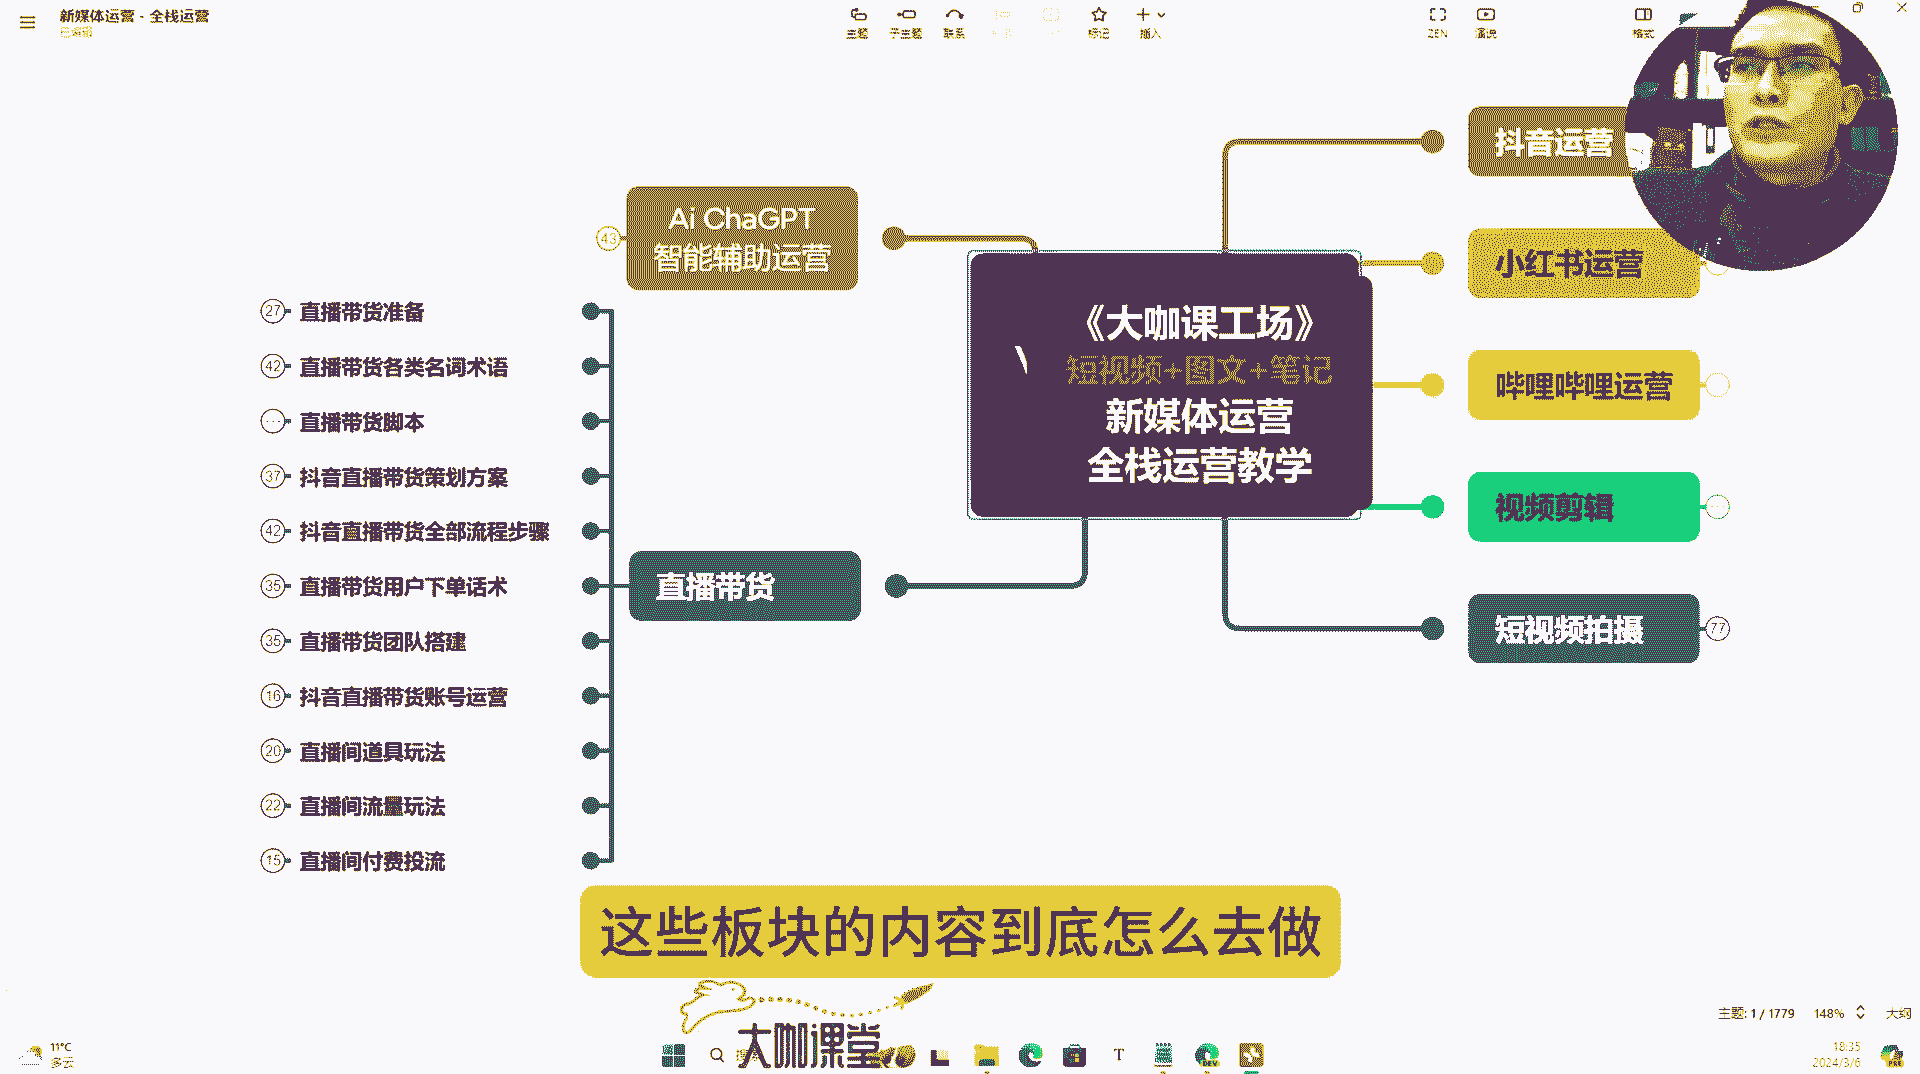 新媒体运营 - 全栈运营
已编辑
主题
子主题
联系
标记
插入
ZEN
演说
格式
抖音运营
小红书运营
哔哩哔哩运营
视频剪辑
短视频拍摄
77
《大咖课工场》
短视频+图文+笔记
新媒体运营
全栈运营教学
Ai ChaGPT
智能辅助运营
43
直播带货
27 直播带货准备
42 直播带货各类名词术语
直播带货脚本
37 抖音直播带货策划方案
42 抖音直播带货全部流程步骤
35 直播带货用户下单话术
35 直播带货团队搭建
16 抖音直播带货账号运营
20 直播间道具玩法
22 直播间流量玩法
15 直播间付费投流
这些板块的内容到底怎么去做
大咖课堂
主题: 1 / 1779
148%
大纲
11°C
多云
18:35
2024/3/6